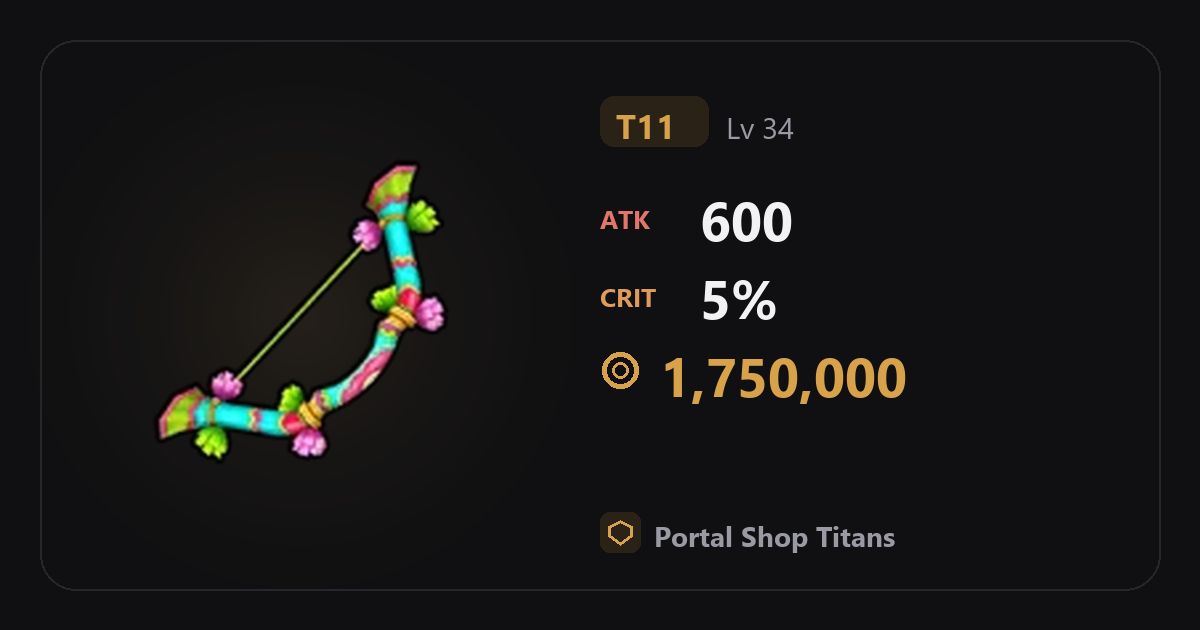 T11 Lv 34
ATK 600
CRIT 5%
1,750,000
Portal Shop Titans